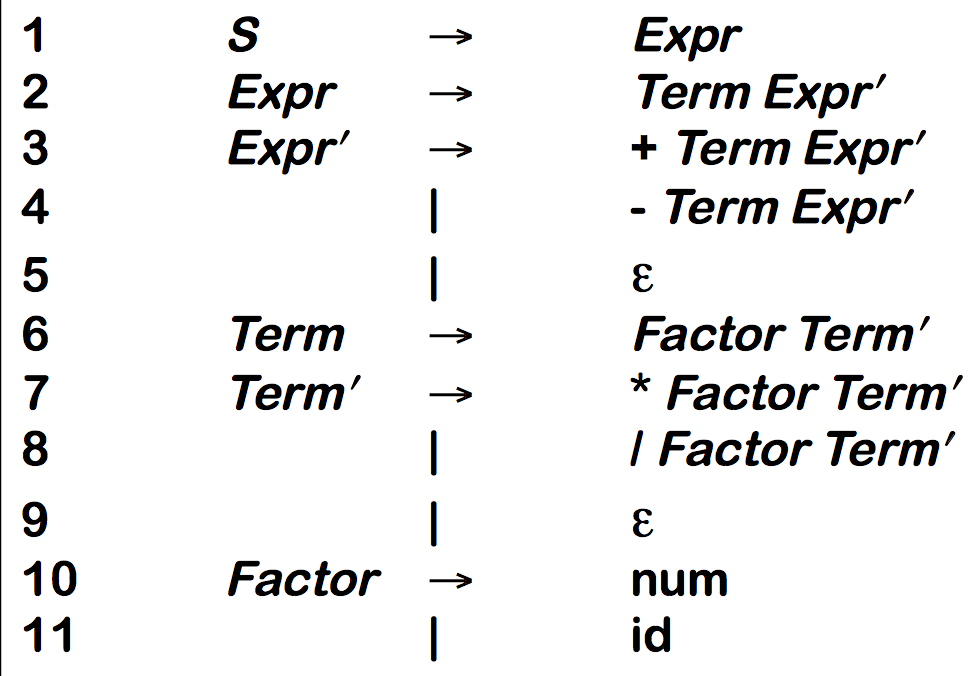 1 S → Expr
2 Expr → Term Expr′
3 Expr′ → + Term Expr′
4 | - Term Expr′
5 | ε
6 Term → Factor Term′
7 Term′ → * Factor Term′
8 | / Factor Term′
9 | ε
10 Factor → num
11 | id